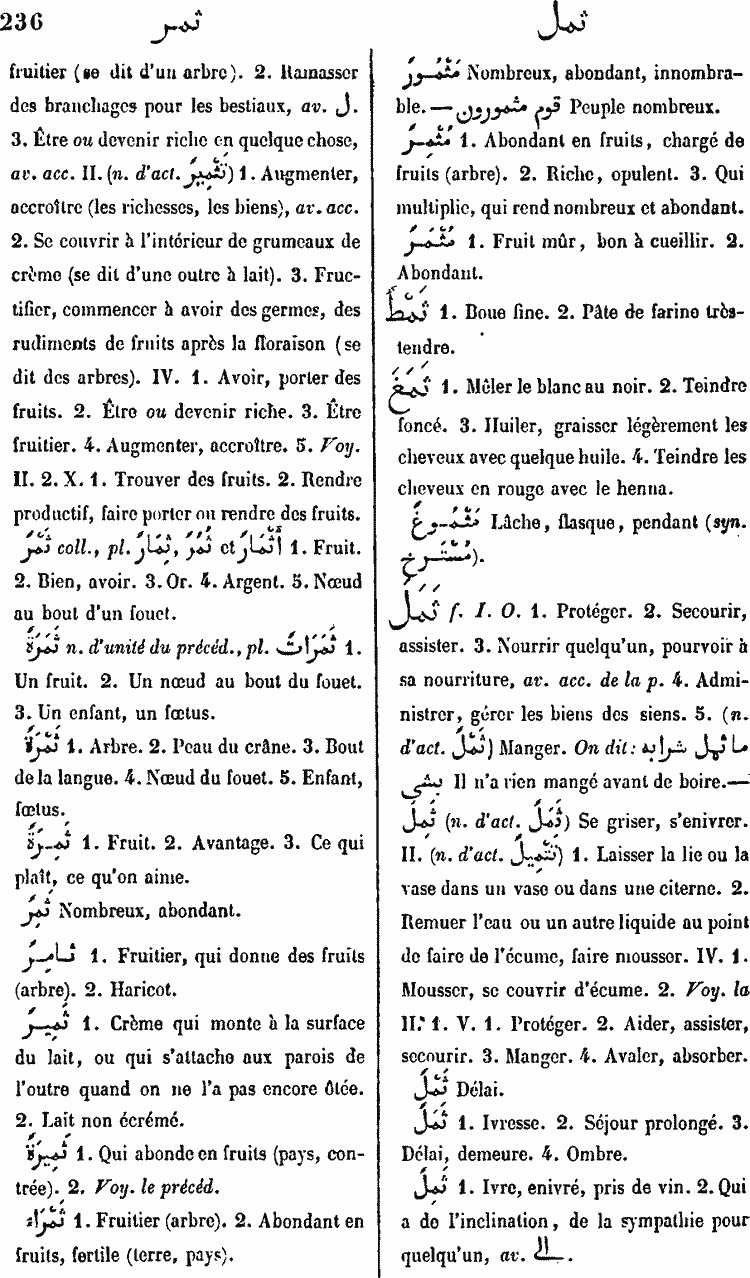 236 ثمر ثمل
fruitier (se dit d'un arbre). 2. Ramasser
des branchages pour les bestiaux, av. ل.
3. Être ou devenir riche en quelque chose,
av. acc. II. (n. d'act. تَثْمِيرٌ) 1. Augmenter,
accroître (les richesses, les biens), av. acc.
2. Se couvrir à l'intérieur de grumeaux de
crème (se dit d'une outre à lait). 3. Fruc-
tifier, commencer à avoir des germes, des
rudiments de fruits après la floraison (se
dit des arbres). IV. 1. Avoir, porter des
fruits. 2. Être ou devenir riche. 3. Être
fruitier. 4. Augmenter, accroître. 5. Voy.
II. 2. X. 1. Trouver des fruits. 2. Rendre
productif, faire porter ou rendre des fruits.
ثَمَرٌ coll., pl. ثِمَارٌ, ثُمُرٌ et أَثْمَارٌ 1. Fruit.
2. Bien, avoir. 3. Or. 4. Argent. 5. Nœud
au bout d'un fouet.
ثَمَرَةٌ n. d'unité du précéd., pl. ثَمَرَاتٌ 1.
Un fruit. 2. Un nœud au bout du fouet.
3. Un enfant, un fœtus.
ثَمْرَةٌ 1. Arbre. 2. Peau du crâne. 3. Bout
de la langue. 4. Nœud du fouet. 5. Enfant,
fœtus.
ثَمِرَةٌ 1. Fruit. 2. Avantage. 3. Ce qui
plaît, ce qu'on aime.
ثَمِرٌ Nombreux, abondant.
ثَامِرٌ 1. Fruitier, qui donne des fruits
(arbre). 2. Haricot.
ثَمِيرٌ 1. Crème qui monte à la surface
du lait, ou qui s'attache aux parois de
l'outre quand on ne l'a pas encore ôtée.
2. Lait non écrémé.
ثَمِيرَةٌ 1. Qui abonde en fruits (pays, con-
trée). 2. Voy. le précéd.
ثَمْرَاءُ 1. Fruitier (arbre). 2. Abondant en
fruits, fertile (terre, pays).
مَثْمُورٌ Nombreux, abondant, innombra-
ble. — قوم مثمورون Peuple nombreux.
مُثْمِرٌ 1. Abondant en fruits, chargé de
fruits (arbre). 2. Riche, opulent. 3. Qui
multiplie, qui rend nombreux et abondant.
مُثْمَرٌ 1. Fruit mûr, bon à cueillir. 2.
Abondant.
ثَمْطٌ 1. Boue fine. 2. Pâte de farine très-
tendre.
ثَمَغَ 1. Mêler le blanc au noir. 2. Teindre
foncé. 3. Huiler, graisser légèrement les
cheveux avec quelque huile. 4. Teindre les
cheveux en rouge avec le henna.
مَثْمُوغٌ Lâche, flasque, pendant (syn.
مُسْتَرْخٍ).
ثَمَلَ f. I. O. 1. Protéger. 2. Secourir,
assister. 3. Nourrir quelqu'un, pourvoir à
sa nourriture, av. acc. de la p. 4. Admi-
nistrer, gérer les biens des siens. 5. (n.
d'act. ثَمْلٌ) Manger. On dit : ما ثمل شرابه
بشى Il n'a rien mangé avant de boire.—
ثَمِلَ (n. d'act. ثَمَلٌ) Se griser, s'enivrer.
II. (n. d'act. تَثْمِيلٌ) 1. Laisser la lie ou la
vase dans un vase ou dans une citerne. 2.
Remuer l'eau ou un autre liquide au point
de faire de l'écume, faire mousser. IV. 1.
Mousser, se couvrir d'écume. 2. Voy. la
II. 1. V. 1. Protéger. 2. Aider, assister,
secourir. 3. Manger. 4. Avaler, absorber.
ثَمْلٌ Délai.
ثَمَلٌ 1. Ivresse. 2. Séjour prolongé. 3.
Délai, demeure. 4. Ombre.
ثَمِلٌ 1. Ivre, enivré, pris de vin. 2. Qui
a de l'inclination, de la sympathie pour
quelqu'un, av. الى.